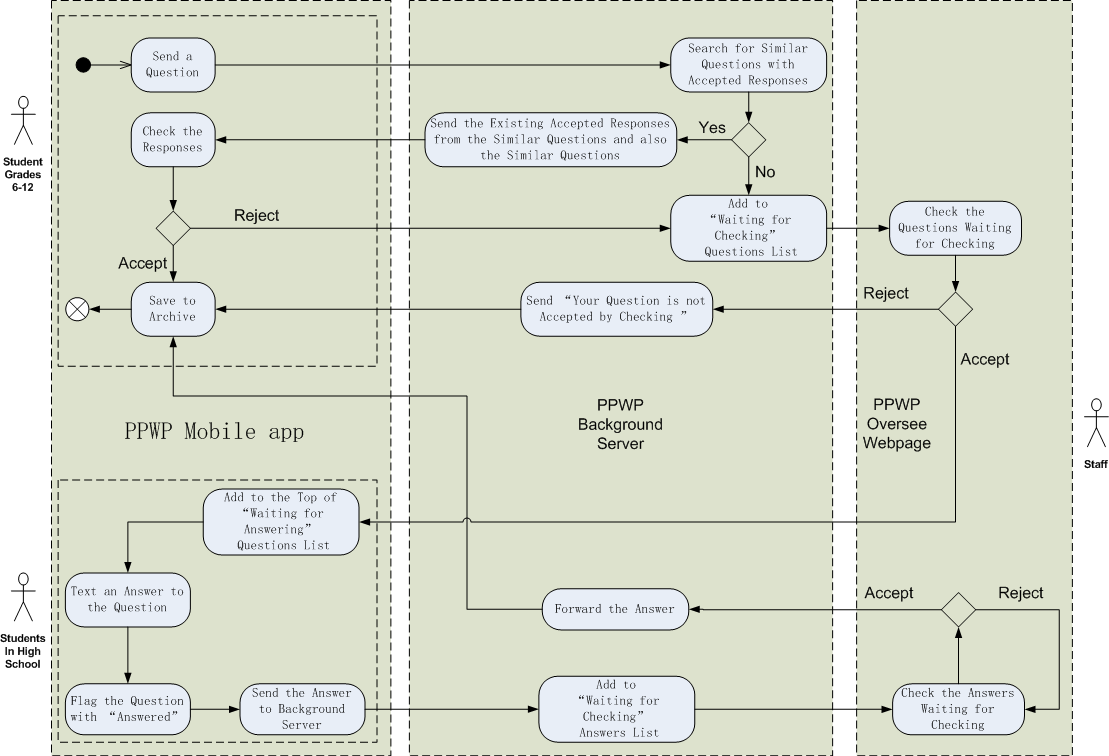 Send a
Question
Search for Similar
Questions with
Accepted Responses
Student
Grades
6-12
Check the
Responses
Send the Existing Accepted Responses
from the Similar Questions and also
the Similar Questions
Yes
No
Reject
Accept
Add to
“Waiting for
Checking”
Questions List
Check the
Questions Waiting
for Checking
Save to
Archive
Send “Your Question is not
Accepted by Checking ”
Reject
Accept
PPWP Mobile app
PPWP
Background
Server
PPWP
Oversee
Webpage
Staff
Add to the Top of
“Waiting for
Answering”
Questions List
Students
In High
School
Text an Answer to
the Question
Forward the Answer
Accept
Reject
Flag the Question
with “Answered”
Send the Answer
to Background
Server
Add to
“Waiting for
Checking”
Answers List
Check the Answers
Waiting for
Checking